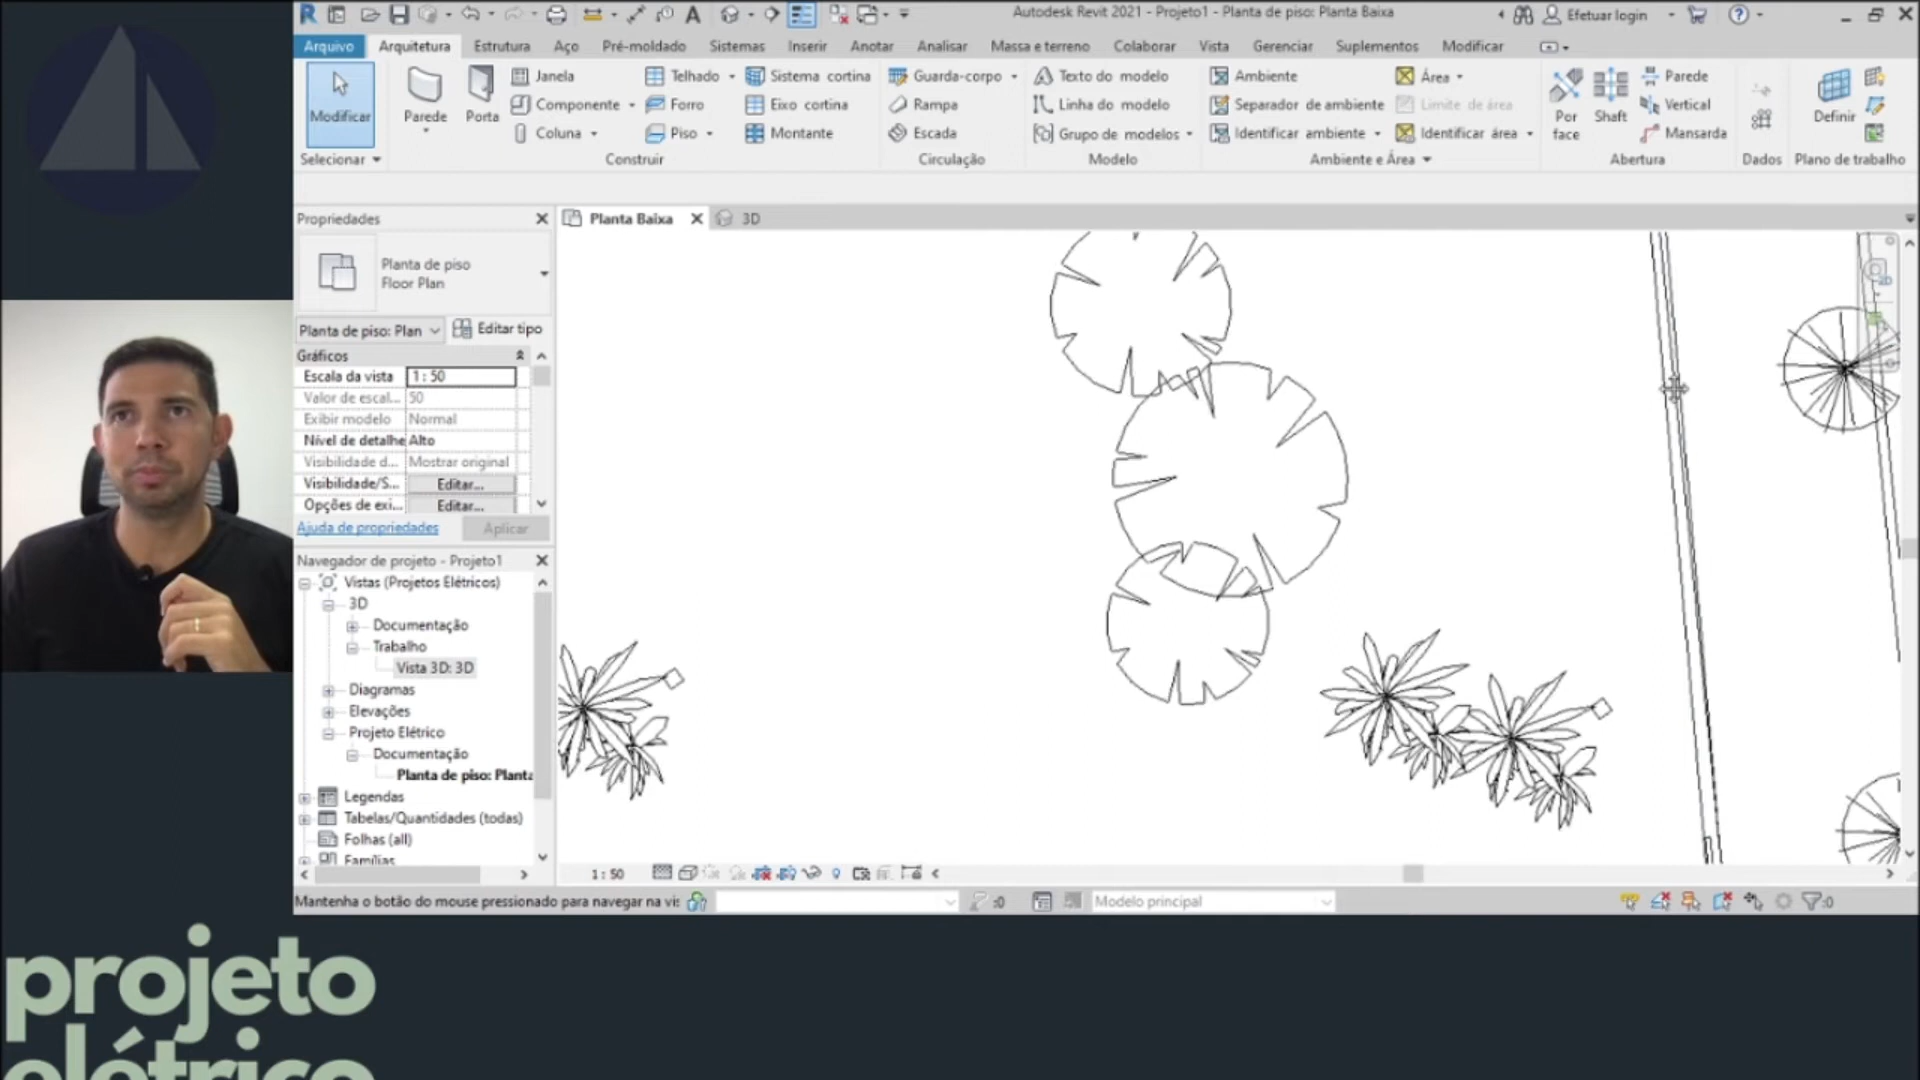 Autodesk Revit 2021 - Projeto1 - Planta de piso: Planta Baixa
Efetuar login
Arquivo Arquitetura Estrutura Aço Pré-moldado Sistemas Inserir Anotar Analisar Massa e terreno Colaborar Vista Gerenciar Suplementos Modificar
Modificar
Selecionar
Parede
Porta
Janela
Componente
Coluna
Telhado
Forro
Piso
Sistema cortina
Eixo cortina
Montante
Construir
Guarda-corpo
Rampa
Escada
Circulação
Texto do modelo
Linha do modelo
Grupo de modelos
Modelo
Ambiente
Separador de ambiente
Identificar ambiente
Área
Limite de área
Identificar área
Ambiente e Área
Por face
Shaft
Parede
Vertical
Mansarda
Abertura
Dados
Definir
Plano de trabalho
Propriedades
Planta Baixa
3D
Planta de piso
Floor Plan
Planta de piso: Plan
Editar tipo
Gráficos
Escala da vista 1 : 50
Valor de escal... 50
Exibir modelo Normal
Nível de detalhe Alto
Visibilidade d... Mostrar original
Visibilidade/S... Editar...
Opções de exi... Editar...
Ajuda de propriedades Aplicar
Navegador de projeto - Projeto1
Vistas (Projetos Elétricos)
3D
Documentação
Trabalho
Vista 3D: 3D
Diagramas
Elevações
Projeto Elétrico
Documentação
Planta de piso: Planta
Legendas
Tabelas/Quantidades (todas)
Folhas (all)
Famílias
1 : 50
Mantenha o botão do mouse pressionado para navegar na vis
:0
Modelo principal
:0
projeto
elétrico